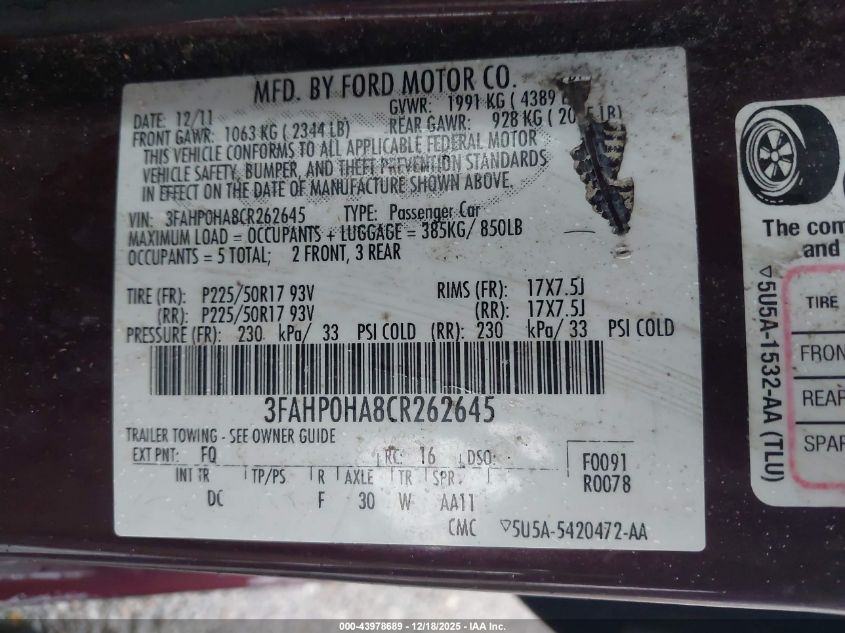 MFD. BY FORD MOTOR CO.
DATE: 12/11
GVWR: 1991 KG ( 4389
FRONT GAWR: 1063 KG ( 2344 LB)
REAR GAWR: 928 KG ( LB)
THIS VEHICLE CONFORMS TO ALL APPLICABLE FEDERAL MOTOR
VEHICLE SAFETY, BUMPER, AND THEFT PREVENTION STANDARDS
IN EFFECT ON THE DATE OF MANUFACTURE SHOWN ABOVE.
VIN: 3FAHP0HA8CR262645 TYPE: Passenger Car
MAXIMUM LOAD = OCCUPANTS + LUGGAGE = 385KG/ 850LB
OCCUPANTS = 5 TOTAL; 2 FRONT, 3 REAR
TIRE (FR): P225/50R17 93V RIMS (FR): 17X7.5J
(RR): P225/50R17 93V (RR): 17X7.5J
PRESSURE (FR): 230 kPa/ 33 PSI COLD (RR): 230 kPa/ 33 PSI COLD
3FAHP0HA8CR262645
TRAILER TOWING - SEE OWNER GUIDE
EXT PNT: FQ RC: 16 DSO:
F0091
R0078
INT TR TP/PS R AXLE TR SPR
DC F 30 W AA11
CMC ▽5U5A-5420472-AA
The com
and
▽5U5A-1532-AA (TLU)
TIRE
FRON
REAR
SPAR
000-43978689 - 12/18/2025 - IAA Inc.